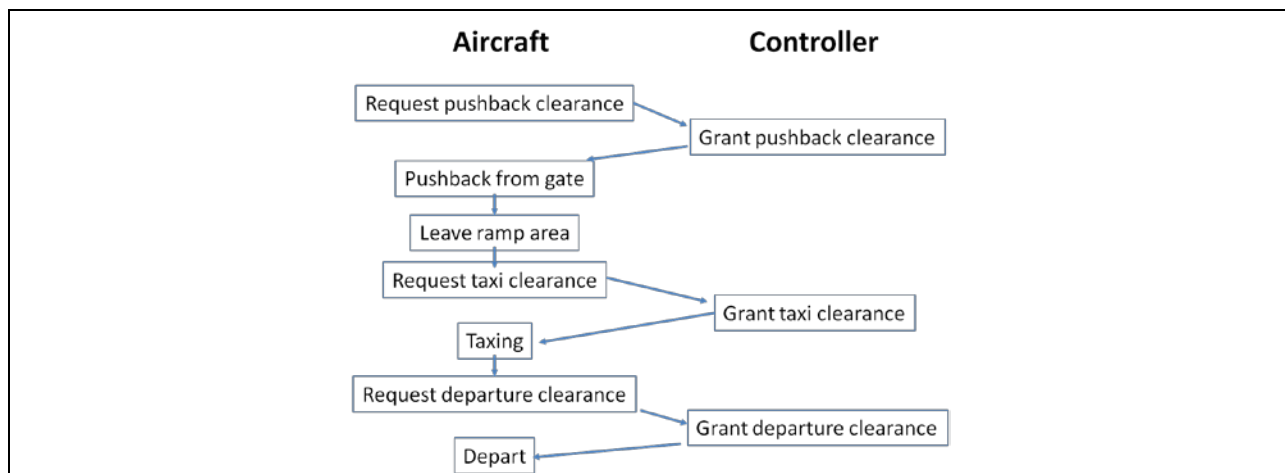 Aircraft
Controller
Request pushback clearance
Grant pushback clearance
Pushback from gate
Leave ramp area
Request taxi clearance
Grant taxi clearance
Taxing
Request departure clearance
Grant departure clearance
Depart